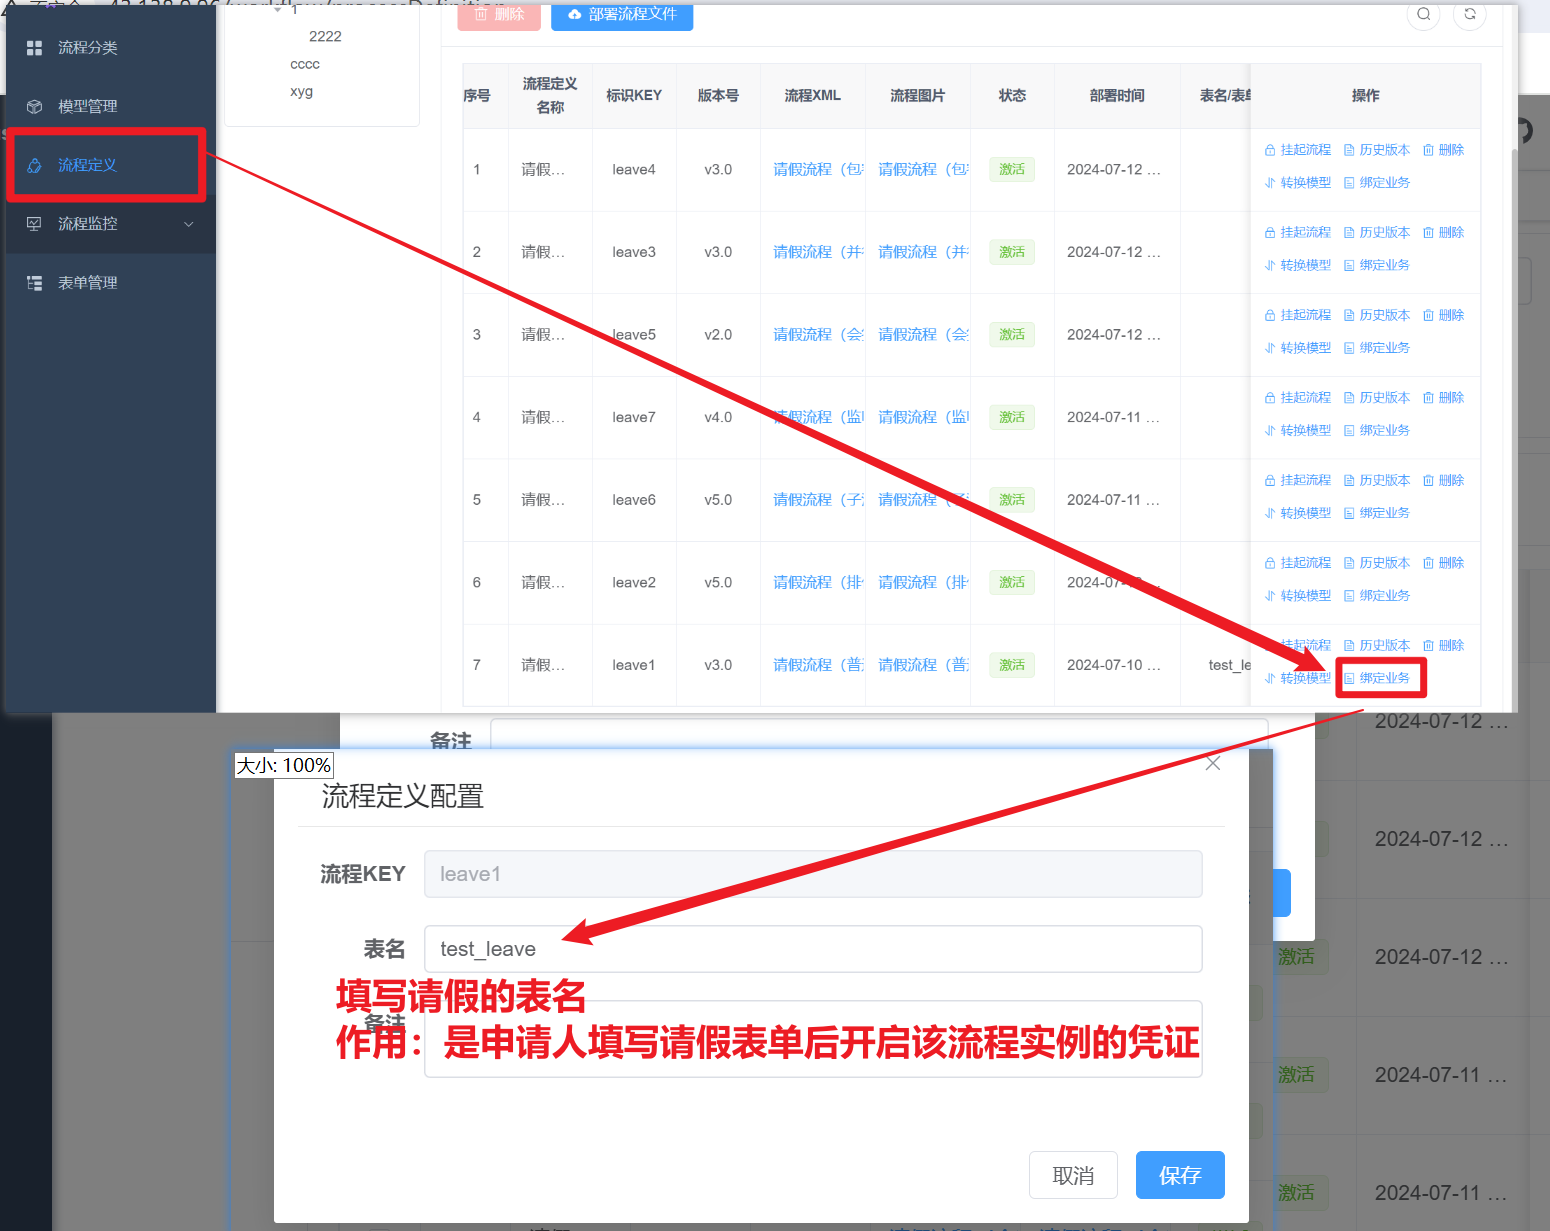 流程分类
模型管理
流程定义
流程监控
表单管理
1
2222
cccc
xyg
删除
部署流程文件
序号 流程定义名称 标识KEY 版本号 流程XML 流程图片 状态 部署时间 表名/表单 操作
1 请假... leave4 v3.0 请假流程（包 请假流程（包 激活 2024-07-12 ... 挂起流程 历史版本 删除
转换模型 绑定业务
2 请假... leave3 v3.0 请假流程（并 请假流程（并 激活 2024-07-12 ... 挂起流程 历史版本 删除
转换模型 绑定业务
3 请假... leave5 v2.0 请假流程（会 请假流程（会 激活 2024-07-12 ... 挂起流程 历史版本 删除
转换模型 绑定业务
4 请假... leave7 v4.0 请假流程（监 请假流程（监 激活 2024-07-11 ... 挂起流程 历史版本 删除
转换模型 绑定业务
5 请假... leave6 v5.0 请假流程（子 请假流程（子 激活 2024-07-11 ... 挂起流程 历史版本 删除
转换模型 绑定业务
6 请假... leave2 v5.0 请假流程（排 请假流程（排 激活 2024-07- 挂起流程 历史版本 删除
转换模型 绑定业务
7 请假... leave1 v3.0 请假流程（普 请假流程（普 激活 2024-07-10 ... test_le 挂起流程 历史版本 删除
转换模型 绑定业务
备注
大小: 100%
流程定义配置
流程KEY leave1
表名 test_leave
填写请假的表名
备注
作用：是申请人填写请假表单后开启该流程实例的凭证
取消 保存
2024-07-12 ...
2024-07-12 ...
激活 2024-07-12 ...
激活 2024-07-11 ...
激活 2024-07-11 ...